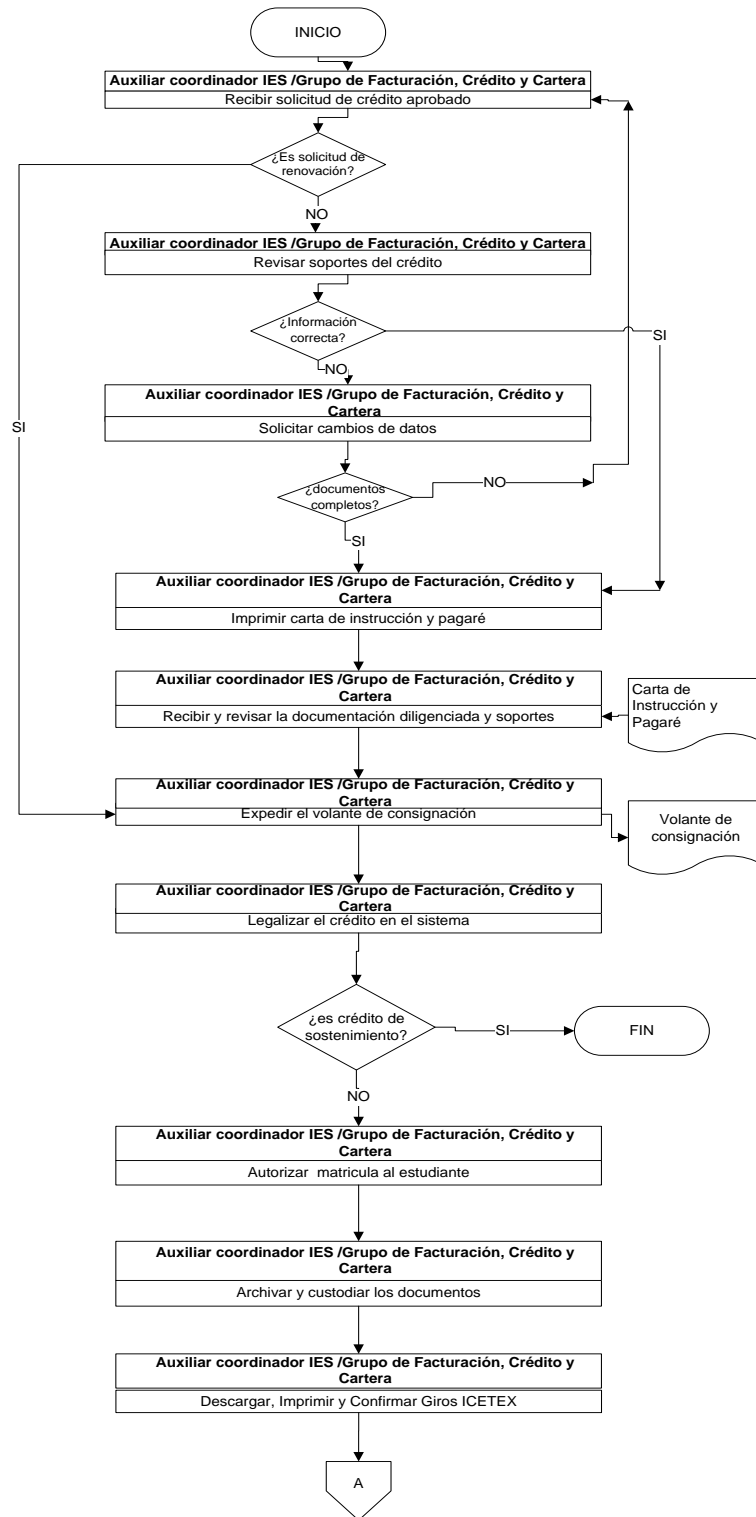 INICIO
Auxiliar coordinador IES /Grupo de Facturación, Crédito y Cartera
Recibir solicitud de crédito aprobado
¿Es solicitud de
renovación?
NO
Auxiliar coordinador IES /Grupo de Facturación, Crédito y Cartera
Revisar soportes del crédito
¿Información
correcta?
SI
NO
Auxiliar coordinador IES /Grupo de Facturación, Crédito y
Cartera
Solicitar cambios de datos
SI
¿documentos
completos?
NO
SI
Auxiliar coordinador IES /Grupo de Facturación, Crédito y
Cartera
Imprimir carta de instrucción y pagaré
Auxiliar coordinador IES /Grupo de Facturación, Crédito y
Cartera
Recibir y revisar la documentación diligenciada y soportes
Carta de
Instrucción y
Pagaré
Auxiliar coordinador IES /Grupo de Facturación, Crédito y
Cartera
Expedir el volante de consignación
Volante de
consignación
Auxiliar coordinador IES /Grupo de Facturación, Crédito y
Cartera
Legalizar el crédito en el sistema
¿es crédito de
sostenimiento?
SI
FIN
NO
Auxiliar coordinador IES /Grupo de Facturación, Crédito y
Cartera
Autorizar  matricula al estudiante
Auxiliar coordinador IES /Grupo de Facturación, Crédito y
Cartera
Archivar y custodiar los documentos
Auxiliar coordinador IES /Grupo de Facturación, Crédito y
Cartera
Descargar, Imprimir y Confirmar Giros ICETEX
A